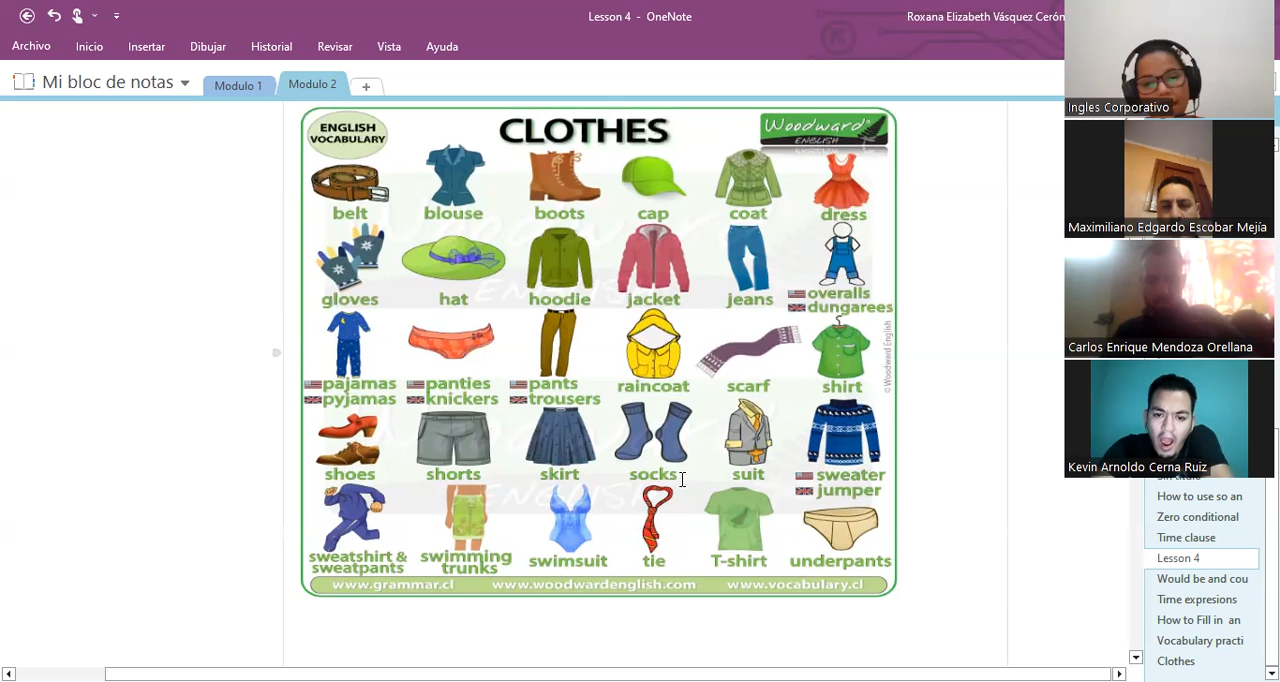 Lesson 4 - OneNote
Roxana Elizabeth Vásquez Cerón
Archivo Inicio Insertar Dibujar Historial Revisar Vista Ayuda
Mi bloc de notas Modulo 1 Modulo 2 +
ENGLISH
VOCABULARY
CLOTHES
Woodward®
ENGLISH
belt blouse boots cap coat dress
gloves hat hoodie jacket jeans overalls
dungarees
pajamas panties pants raincoat scarf shirt
pyjamas knickers trousers
© Woodward English
shoes shorts skirt socks suit sweater
jumper
sweatshirt & swimming swimsuit tie T-shirt underpants
sweatpants trunks
www.grammar.cl www.woodwardenglish.com www.vocabulary.cl
Ingles Corporativo
Maximiliano Edgardo Escobar Mejía
Carlos Enrique Mendoza Orellana
Kevin Arnoldo Cerna Ruiz
How to use so an
Zero conditional
Time clause
Lesson 4
Would be and cou
Time expresions
How to Fill in an
Vocabulary practi
Clothes